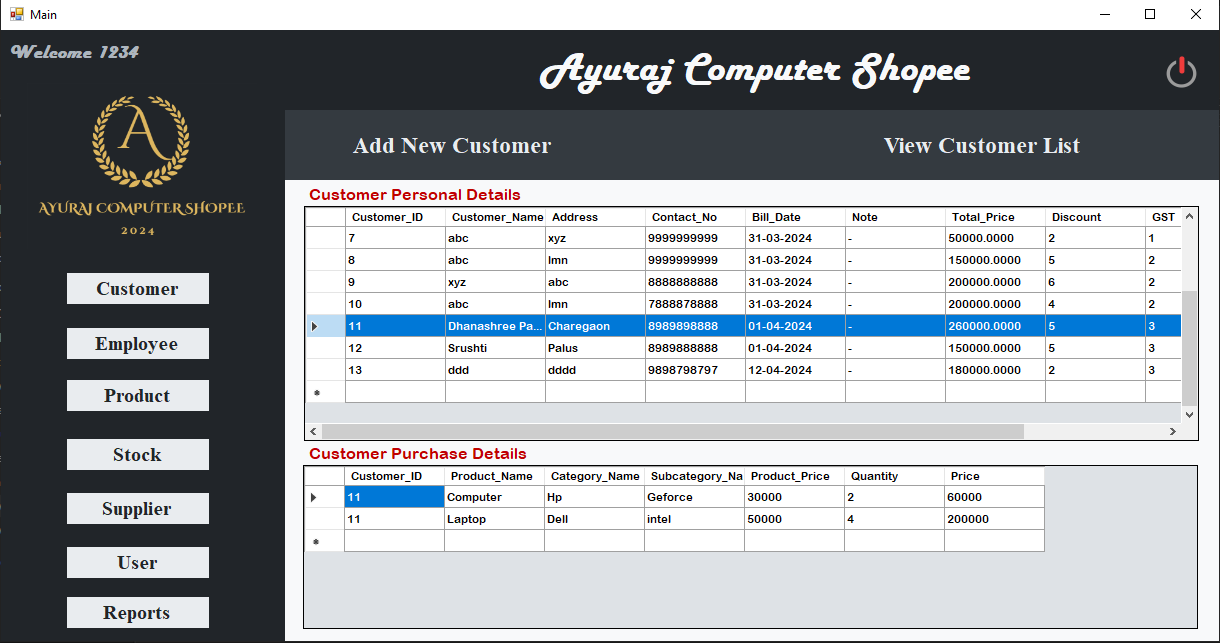 Main
Welcome 1234
Ayuraj Computer Shopee
A
AYURAJ COMPUTER SHOPEE
2024
Customer
Employee
Product
Stock
Supplier
User
Reports
Add New Customer View Customer List
Customer Personal Details
Customer_ID Customer_Name Address Contact_No Bill_Date Note Total_Price Discount GST
7 abc xyz 9999999999 31-03-2024 - 50000.0000 2 1
8 abc lmn 9999999999 31-03-2024 - 150000.0000 5 2
9 xyz abc 8888888888 31-03-2024 - 200000.0000 6 2
10 abc lmn 7888878888 31-03-2024 - 200000.0000 4 2
11 Dhanashree Pa... Charegaon 8989898888 01-04-2024 - 260000.0000 5 3
12 Srushti Palus 8989888888 01-04-2024 - 150000.0000 5 3
13 ddd dddd 9898798797 12-04-2024 - 180000.0000 2 3
Customer Purchase Details
Customer_ID Product_Name Category_Name Subcategory_Na Product_Price Quantity Price
11 Computer Hp Geforce 30000 2 60000
11 Laptop Dell intel 50000 4 200000